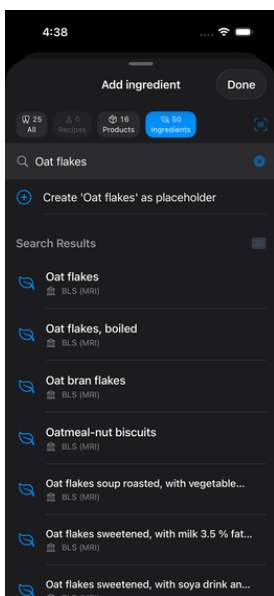 4:38
Add ingredient
Done
25
All
0
Recipes
16
Products
50
Ingredients
Oat flakes
Create 'Oat flakes' as placeholder
Search Results
Oat flakes
BLS (MRI)
Oat flakes, boiled
BLS (MRI)
Oat bran flakes
BLS (MRI)
Oatmeal-nut biscuits
BLS (MRI)
Oat flakes soup roasted, with vegetable...
BLS (MRI)
Oat flakes sweetened, with milk 3.5 % fat...
BLS (MRI)
Oat flakes sweetened, with soya drink an...